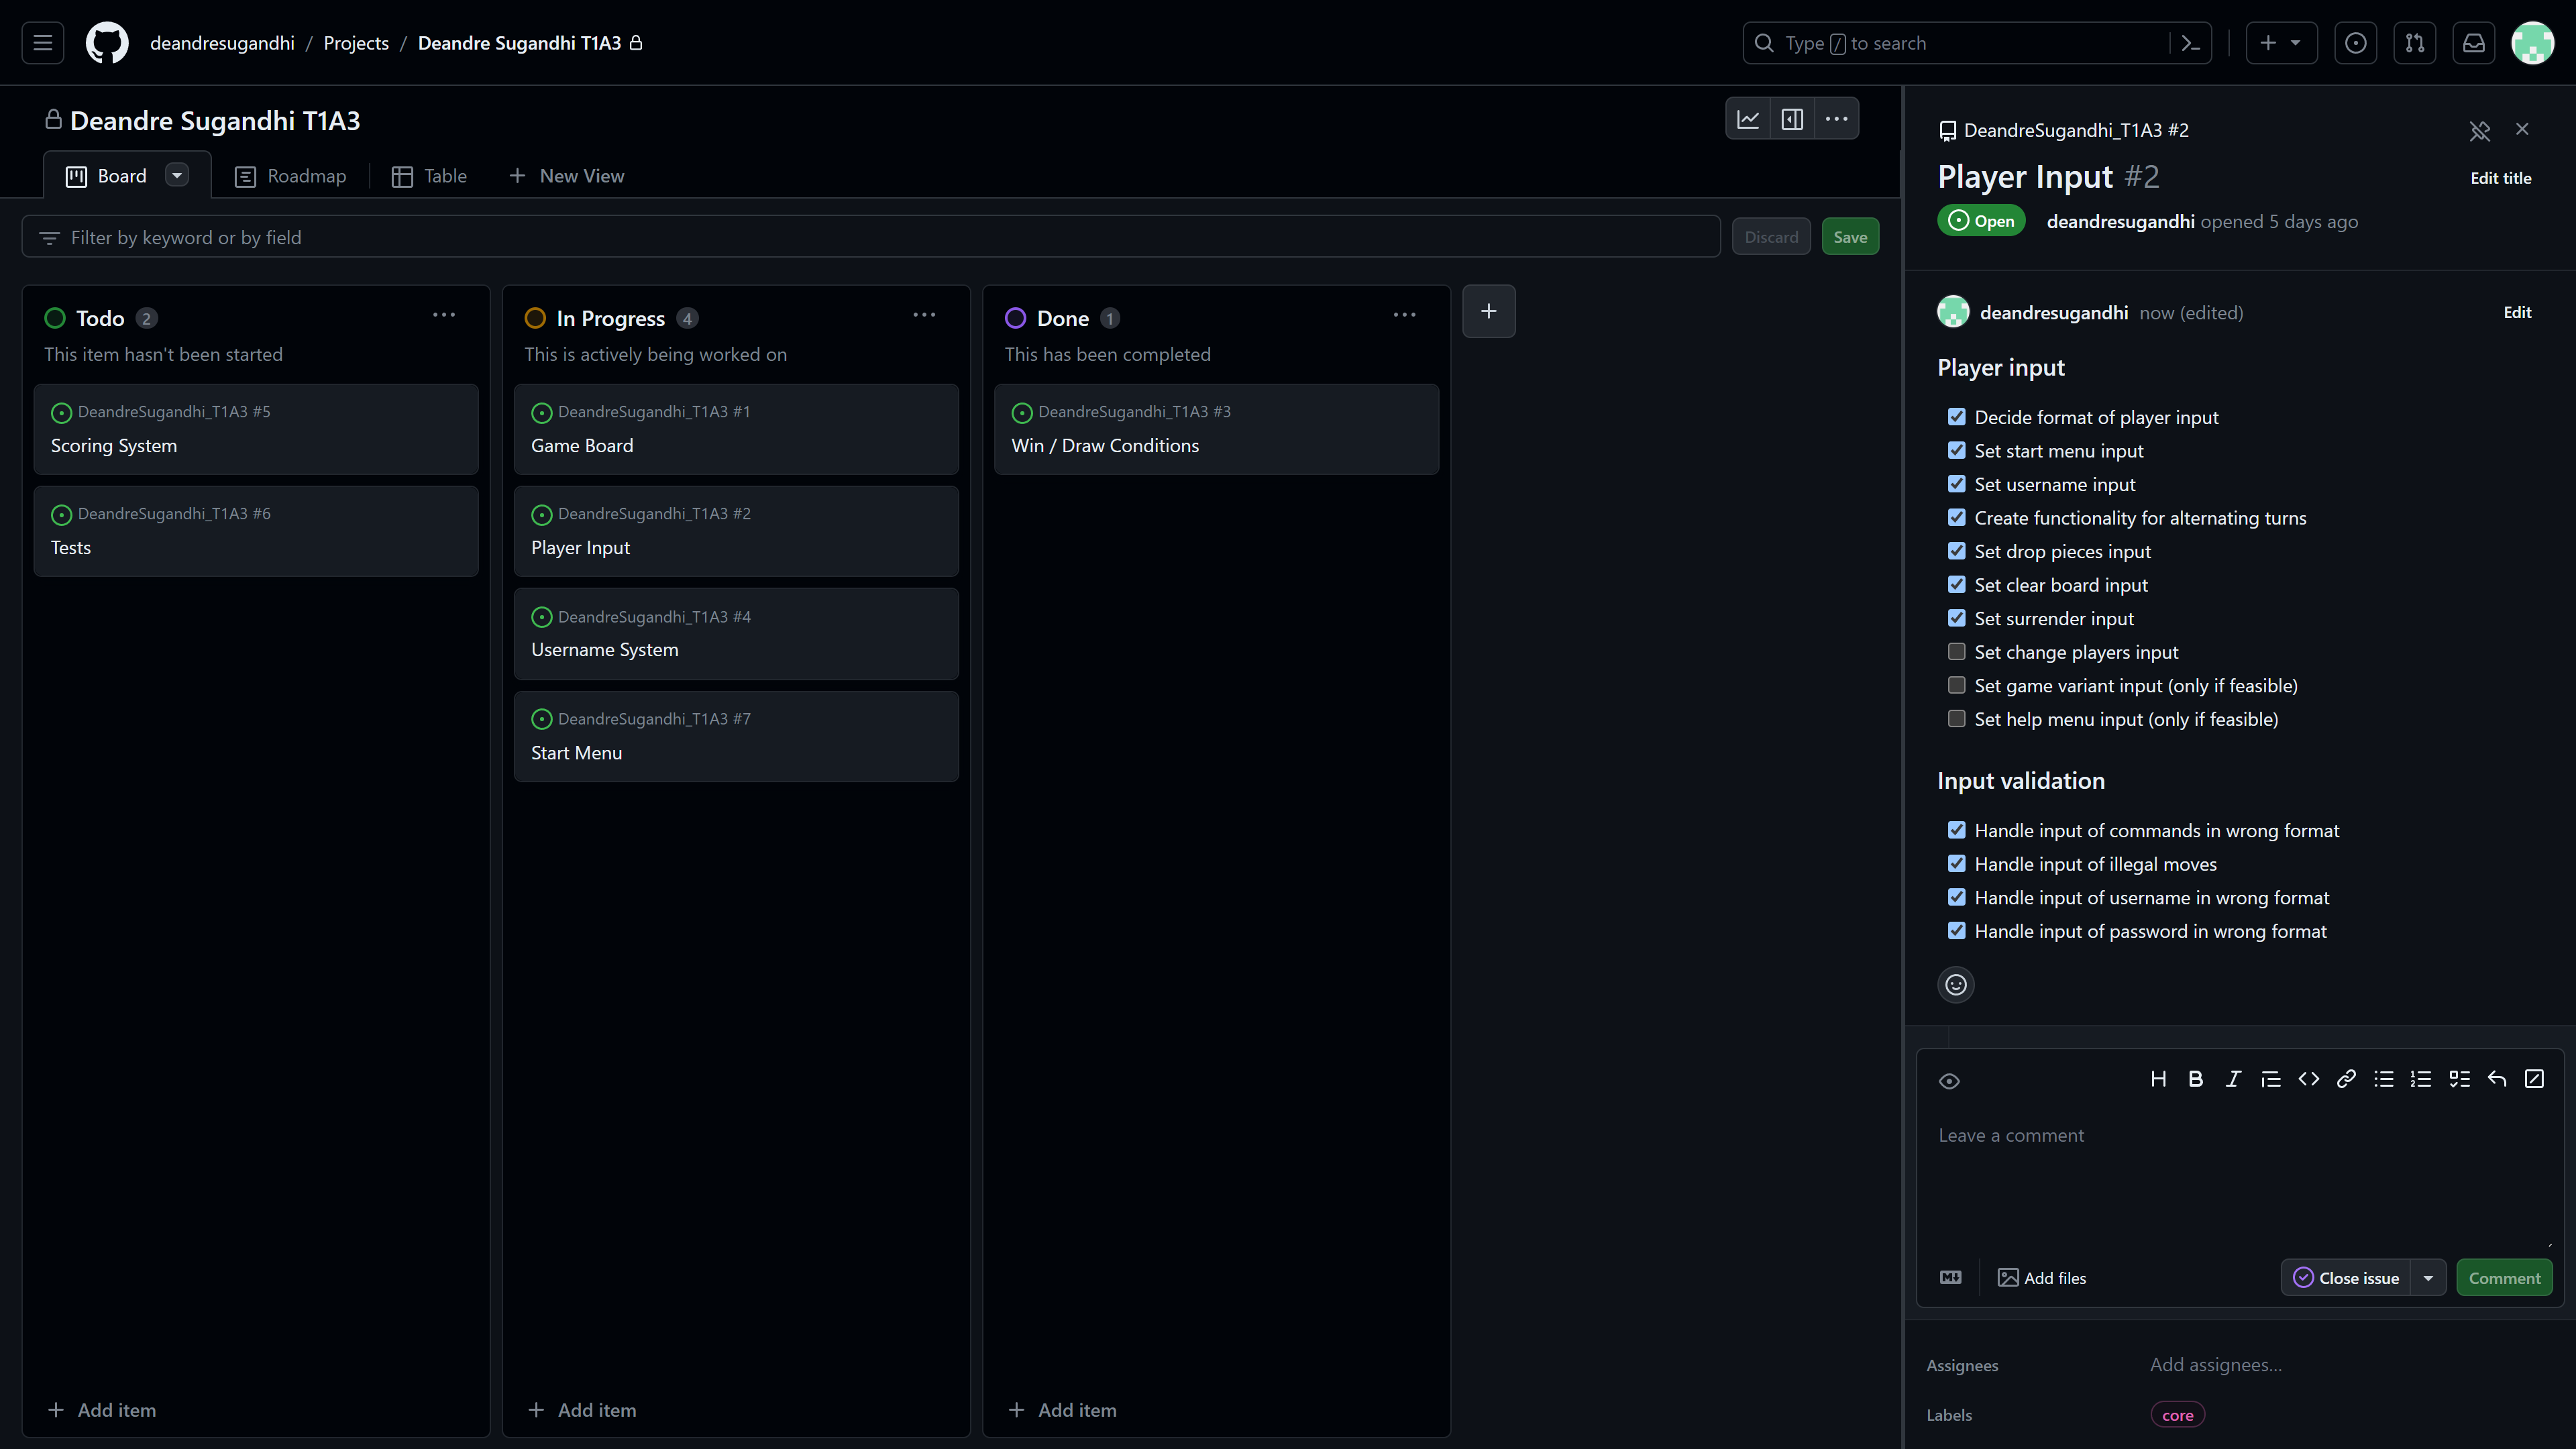 deandresugandhi / Projects / Deandre Sugandhi T1A3
Type / to search
Deandre Sugandhi T1A3
Board
Roadmap
Table
New View
Filter by keyword or by field
Discard
Save
Todo 2
This item hasn't been started
DeandreSugandhi_T1A3 #5
Scoring System
DeandreSugandhi_T1A3 #6
Tests
Add item
In Progress 4
This is actively being worked on
DeandreSugandhi_T1A3 #1
Game Board
DeandreSugandhi_T1A3 #2
Player Input
DeandreSugandhi_T1A3 #4
Username System
DeandreSugandhi_T1A3 #7
Start Menu
Add item
Done 1
This has been completed
DeandreSugandhi_T1A3 #3
Win / Draw Conditions
Add item
DeandreSugandhi_T1A3 #2
Player Input #2
Edit title
Open
deandresugandhi opened 5 days ago
deandresugandhi now (edited)
Edit
Player input
Decide format of player input
Set start menu input
Set username input
Create functionality for alternating turns
Set drop pieces input
Set clear board input
Set surrender input
Set change players input
Set game variant input (only if feasible)
Set help menu input (only if feasible)
Input validation
Handle input of commands in wrong format
Handle input of illegal moves
Handle input of username in wrong format
Handle input of password in wrong format
Leave a comment
Add files
Close issue
Comment
Assignees
Add assignees...
Labels
core